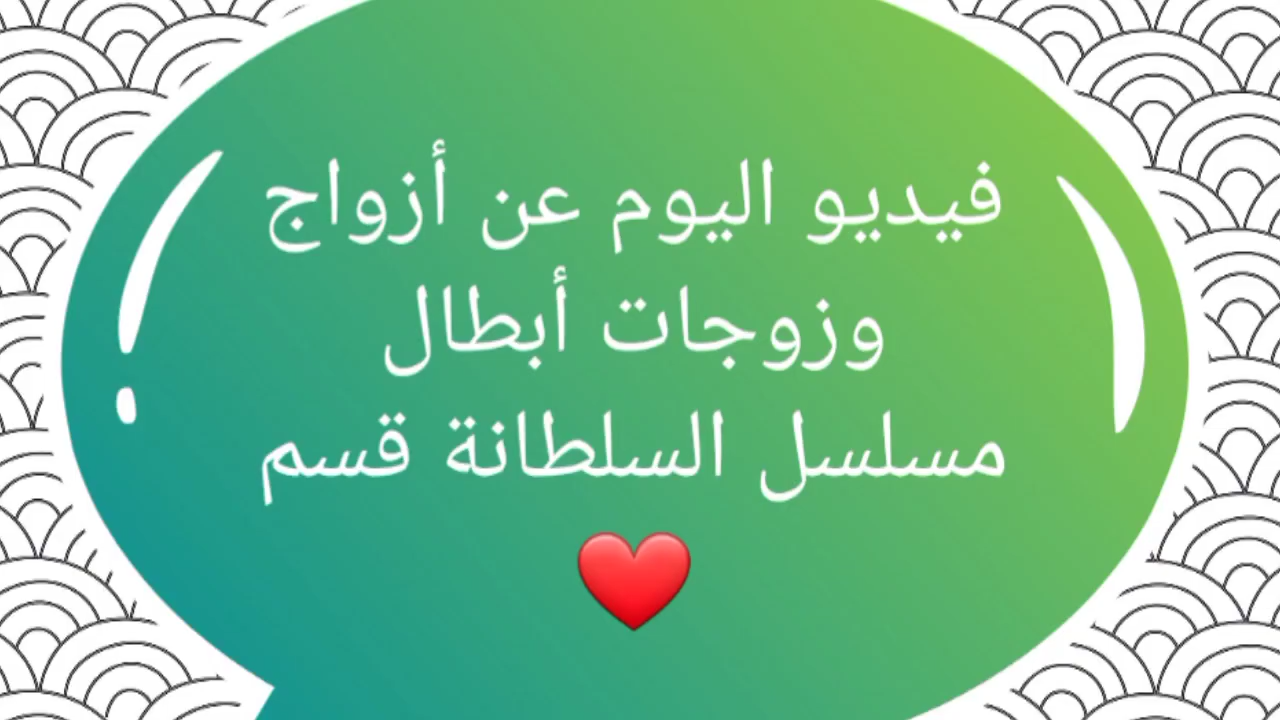 فيديو اليوم عن أزواج
وزوجات أبطال
مسلسل السلطانة قسم
❤️